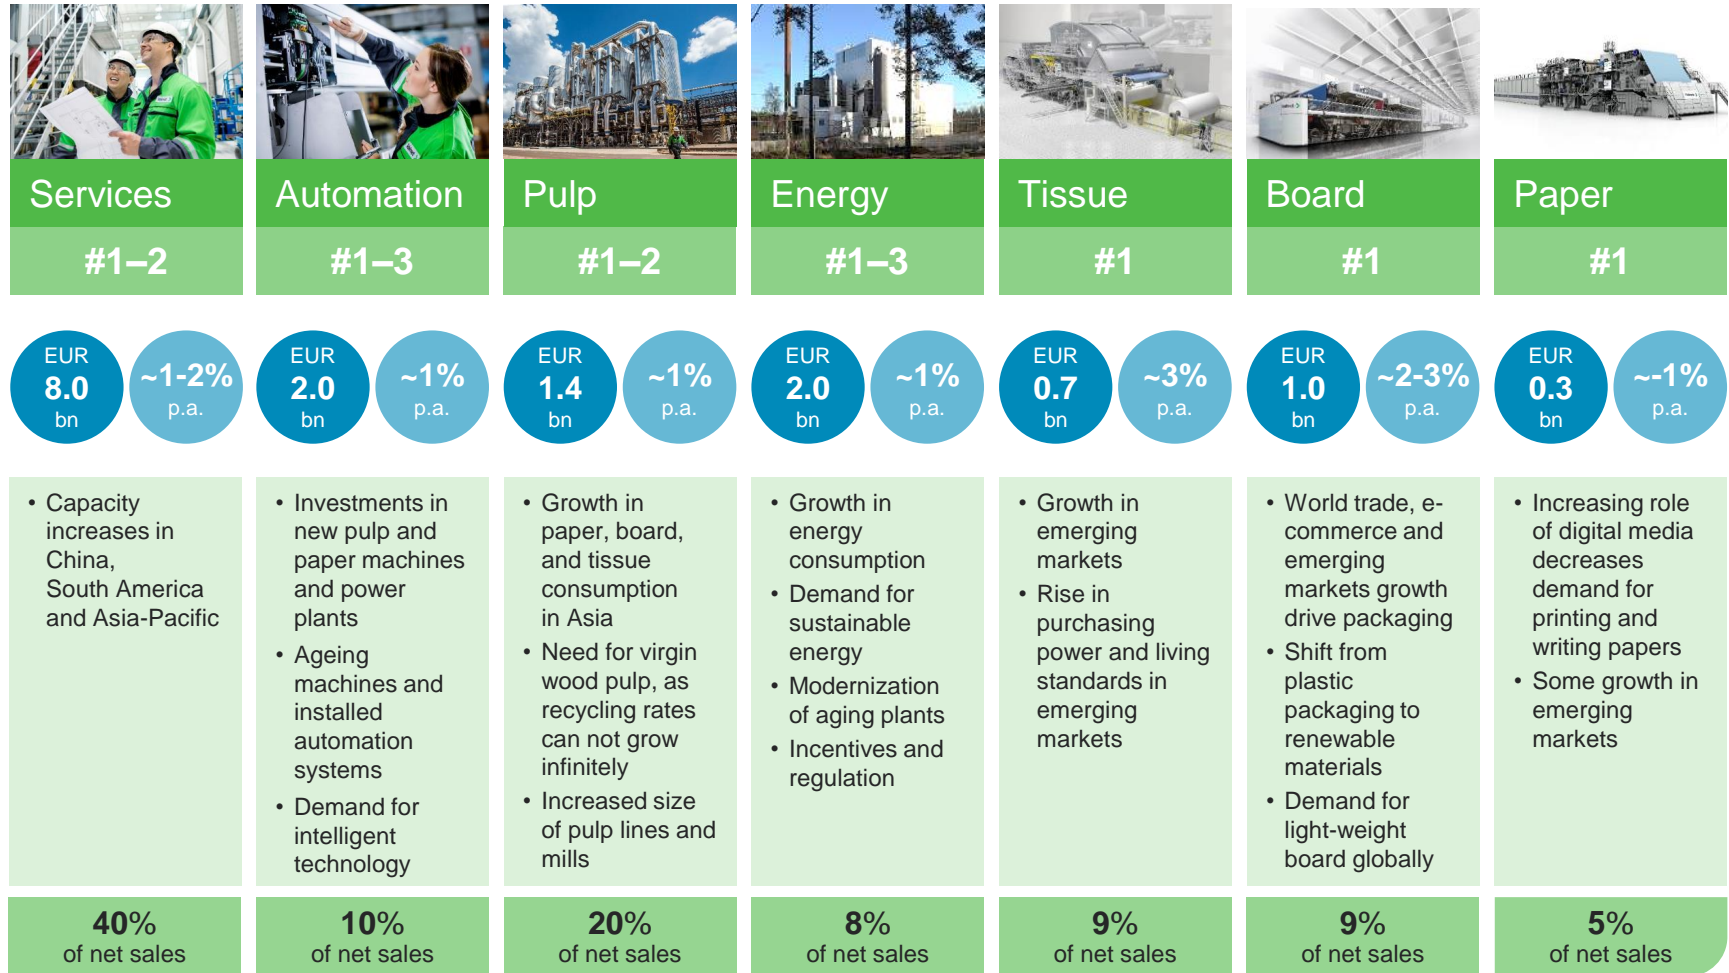 Services
Automation
Pulp
Energy
Tissue
Board
Paper
#1–2
#1–3
#1–2
#1–3
#1
#1
#1
EUR
8.0
bn
~1-2%
p.a.
EUR
2.0
bn
~1%
p.a.
EUR
1.4
bn
~1%
p.a.
EUR
2.0
bn
~1%
p.a.
EUR
0.7
bn
~3%
p.a.
EUR
1.0
bn
~2-3%
p.a.
EUR
0.3
bn
~-1%
p.a.
• Capacity
increases in
China,
South America
and Asia-Pacific
• Investments in
new pulp and
paper machines
and power
plants
• Ageing
machines and
installed
automation
systems
• Demand for
intelligent
technology
• Growth in
paper, board,
and tissue
consumption
in Asia
• Need for virgin
wood pulp, as
recycling rates
can not grow
infinitely
• Increased size
of pulp lines and
mills
• Growth in
energy
consumption
• Demand for
sustainable
energy
• Modernization
of aging plants
• Incentives and
regulation
• Growth in
emerging
markets
• Rise in
purchasing
power and living
standards in
emerging
markets
• World trade, e-
commerce and
emerging
markets growth
drive packaging
• Shift from
plastic
packaging to
renewable
materials
• Demand for
light-weight
board globally
• Increasing role
of digital media
decreases
demand for
printing and
writing papers
• Some growth in
emerging
markets
40%
of net sales
10%
of net sales
20%
of net sales
8%
of net sales
9%
of net sales
9%
of net sales
5%
of net sales